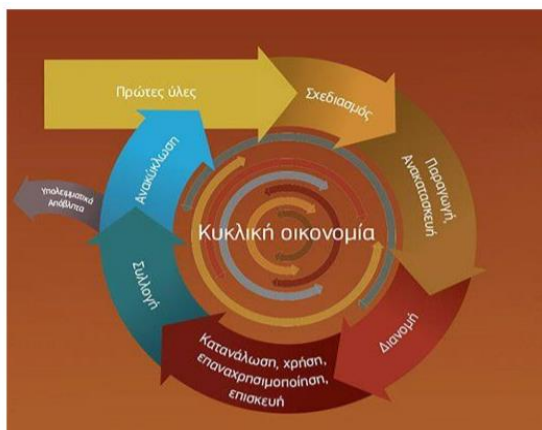 Πρώτες ύλες
Σχεδιασμός
Παραγωγή,
Ανακατασκευή
Διανομή
Κατανάλωση, χρήση,
επαναχρησιμοποίηση,
επισκευή
Συλλογή
Ανακύκλωση
Υπολειμματικά
Απόβλητα
Κυκλική οικονομία